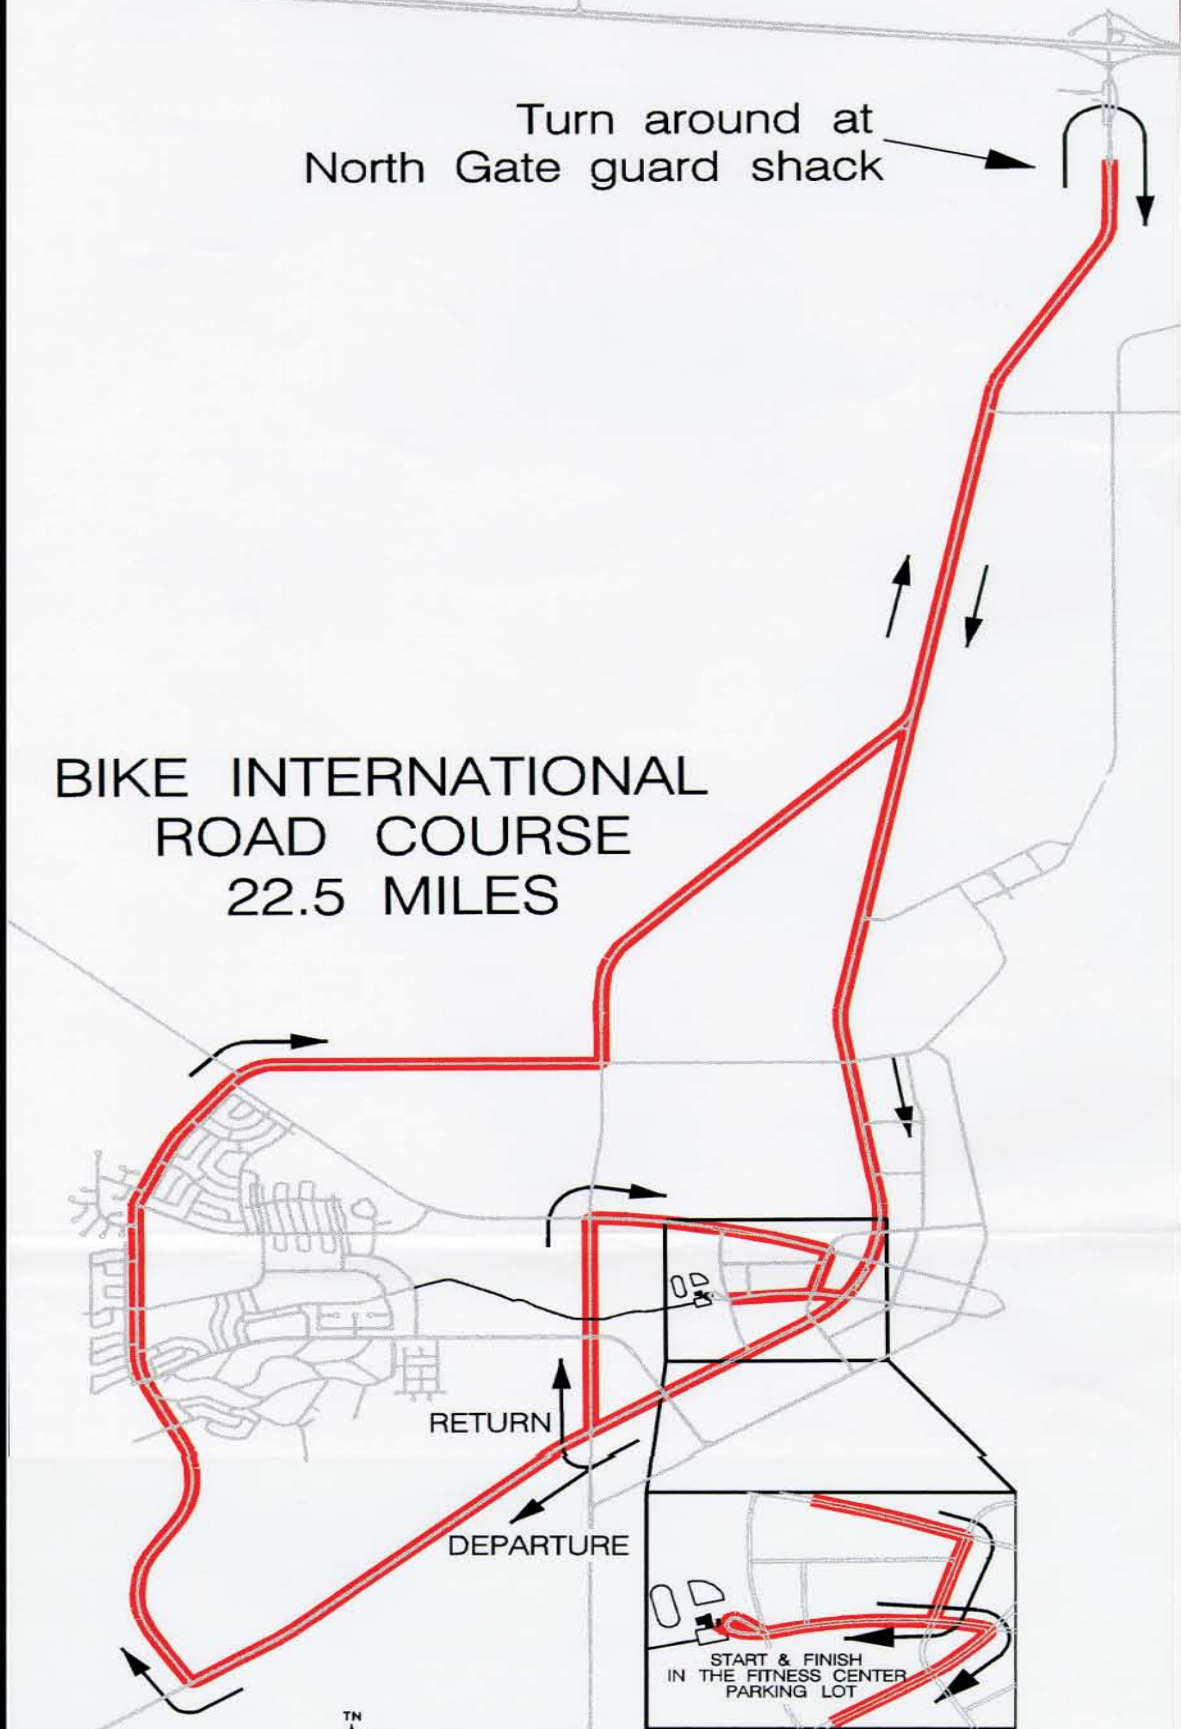 Turn around at
North Gate guard shack
BIKE INTERNATIONAL
ROAD COURSE
22.5 MILES
RETURN
DEPARTURE
START & FINISH
IN THE FITNESS CENTER
PARKING LOT
TN